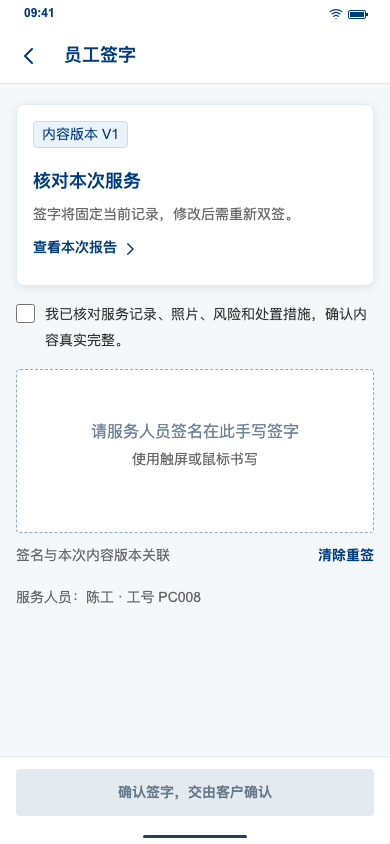 09:41
员工签字
内容版本 V1
核对本次服务
签字将固定当前记录，修改后需重新双签。
查看本次报告
我已核对服务记录、照片、风险和处置措施，确认内
容真实完整。
请服务人员签名在此手写签字
使用触屏或鼠标书写
签名与本次内容版本关联
清除重签
服务人员：陈工 · 工号 PC008
确认签字，交由客户确认